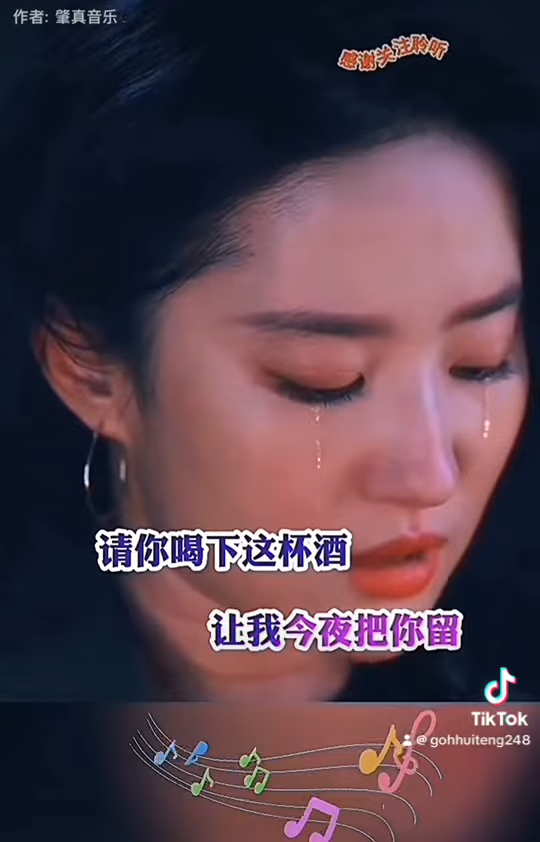 作者: 肇真音乐
感谢关注聆听
请你喝下这杯酒
让我今夜把你留
TikTok
@gohhuiteng248